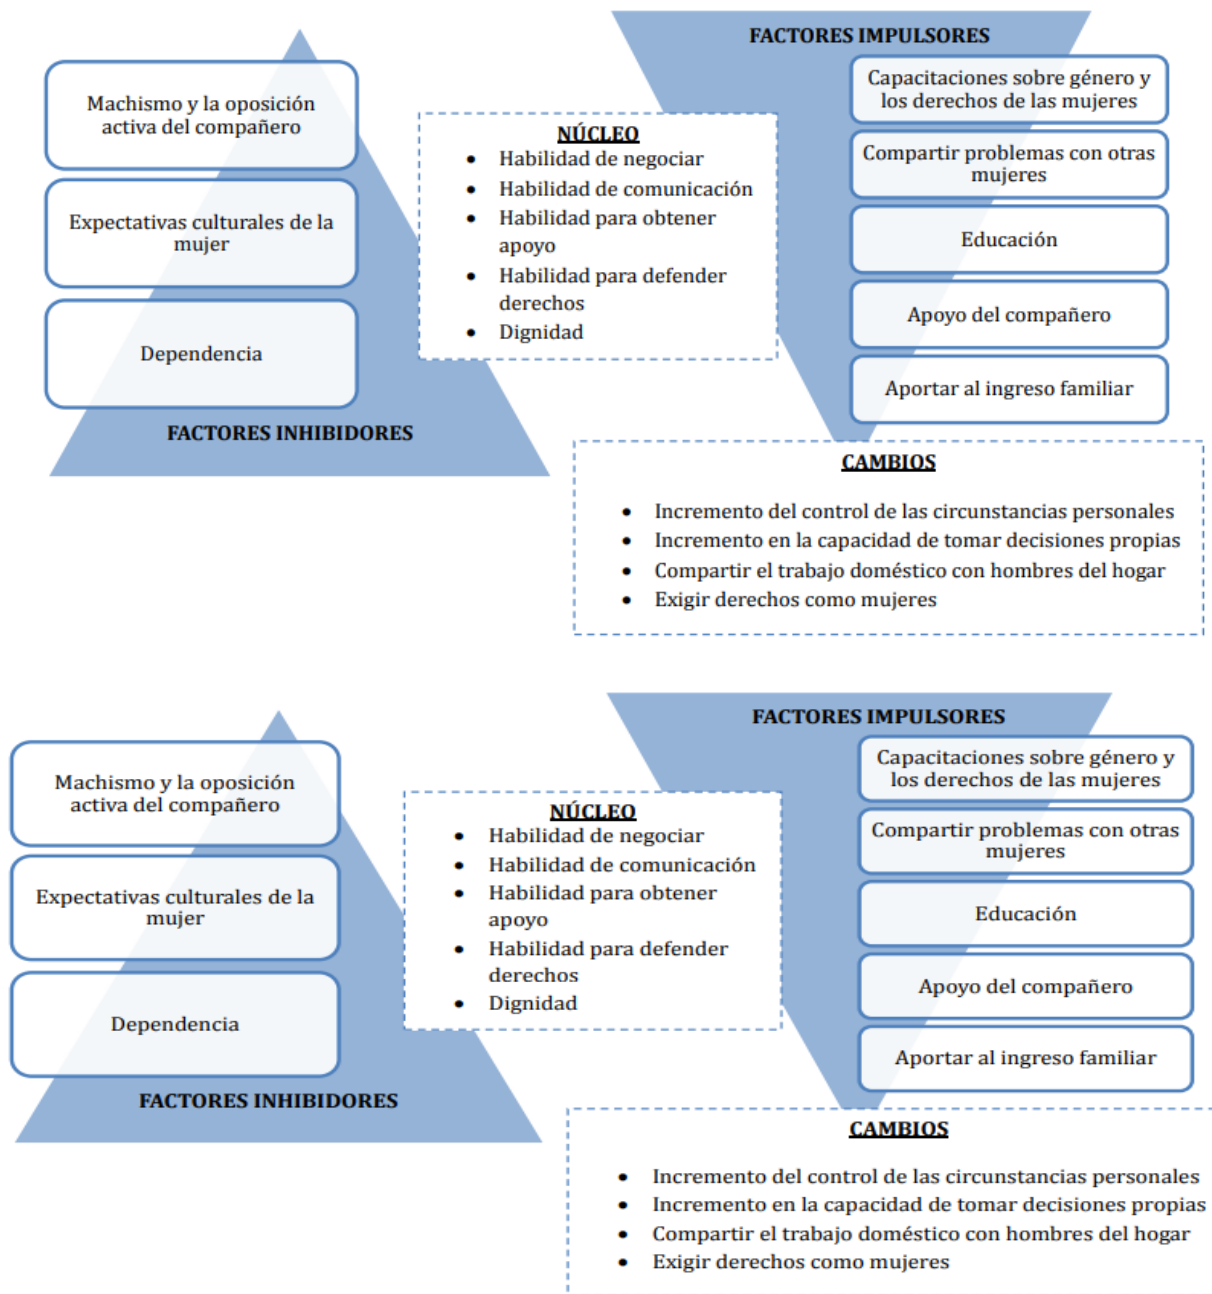 FACTORES IMPULSORES
Machismo y la oposición
activa del compañero
Expectativas culturales de la
mujer
Dependencia
FACTORES INHIBIDORES
NÚCLEO
• Habilidad de negociar
• Habilidad de comunicación
• Habilidad para obtener
apoyo
• Habilidad para defender
derechos
• Dignidad
Capacitaciones sobre género y
los derechos de las mujeres
Compartir problemas con otras
mujeres
Educación
Apoyo del compañero
Aportar al ingreso familiar
CAMBIOS
• Incremento del control de las circunstancias personales
• Incremento en la capacidad de tomar decisiones propias
• Compartir el trabajo doméstico con hombres del hogar
• Exigir derechos como mujeres
FACTORES IMPULSORES
Machismo y la oposición
activa del compañero
Expectativas culturales de la
mujer
Dependencia
FACTORES INHIBIDORES
NÚCLEO
• Habilidad de negociar
• Habilidad de comunicación
• Habilidad para obtener
apoyo
• Habilidad para defender
derechos
• Dignidad
Capacitaciones sobre género y
los derechos de las mujeres
Compartir problemas con otras
mujeres
Educación
Apoyo del compañero
Aportar al ingreso familiar
CAMBIOS
• Incremento del control de las circunstancias personales
• Incremento en la capacidad de tomar decisiones propias
• Compartir el trabajo doméstico con hombres del hogar
• Exigir derechos como mujeres